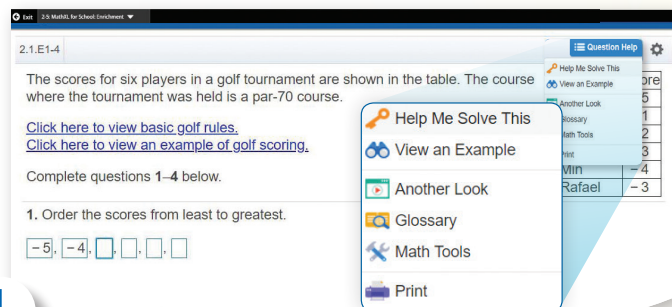 Exit 2-5: MathXL for School: Enrichment
2.1.E1-4
Question Help
The scores for six players in a golf tournament are shown in the table. The course
where the tournament was held is a par-70 course.
Click here to view basic golf rules.
Click here to view an example of golf scoring.
Complete questions 1–4 below.
1. Order the scores from least to greatest.
– 5, – 4, , , ,
Help Me Solve This
View an Example
Another Look
Glossary
Math Tools
Print
ore
5
1
2
3
Min – 4
Rafael – 3
Help Me Solve This
View an Example
Another Look
Glossary
Math Tools
Print